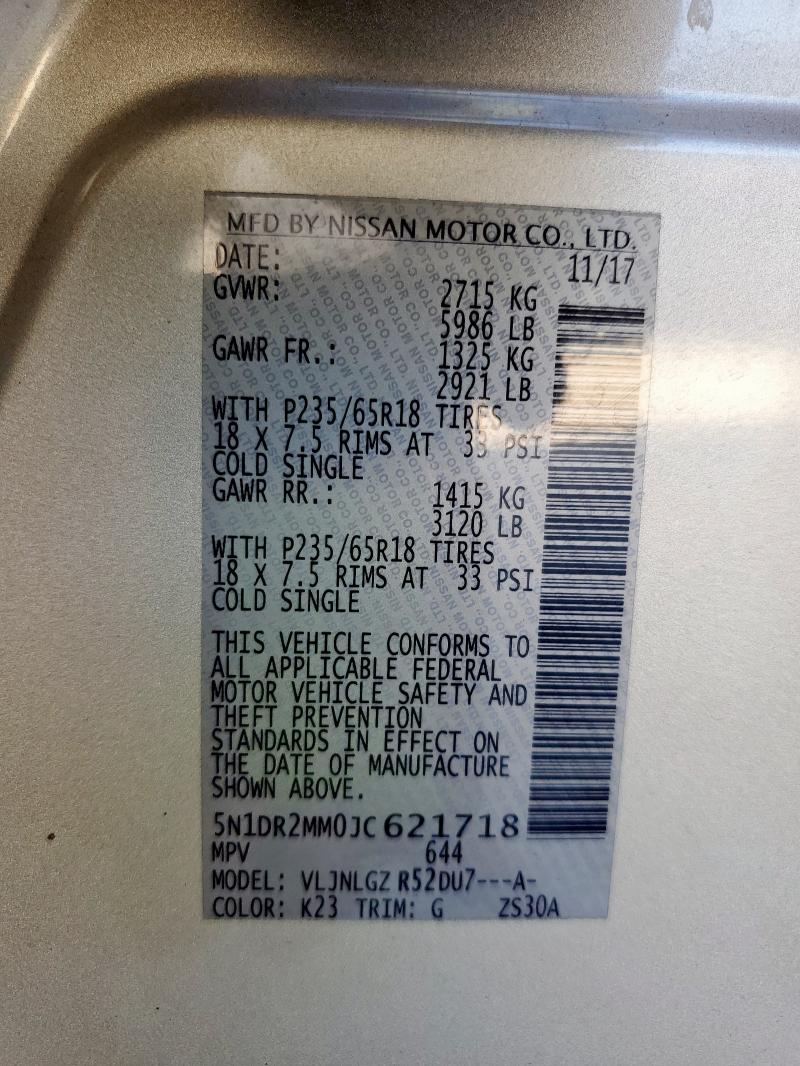 MFD BY NISSAN MOTOR CO., LTD.
DATE: 11/17
GVWR: 2715 KG
5986 LB
GAWR FR.: 1325 KG
2921 LB
WITH P235/65R18 TIRES
18 X 7.5 RIMS AT 33 PSI
COLD SINGLE
GAWR RR.: 1415 KG
3120 LB
WITH P235/65R18 TIRES
18 X 7.5 RIMS AT 33 PSI
COLD SINGLE
THIS VEHICLE CONFORMS TO
ALL APPLICABLE FEDERAL
MOTOR VEHICLE SAFETY AND
THEFT PREVENTION
STANDARDS IN EFFECT ON
THE DATE OF MANUFACTURE
SHOWN ABOVE.
5N1DR2MM0JC621718
MPV 644
MODEL: VLJNLGZ R52DU7---A-
COLOR: K23 TRIM: G ZS30A